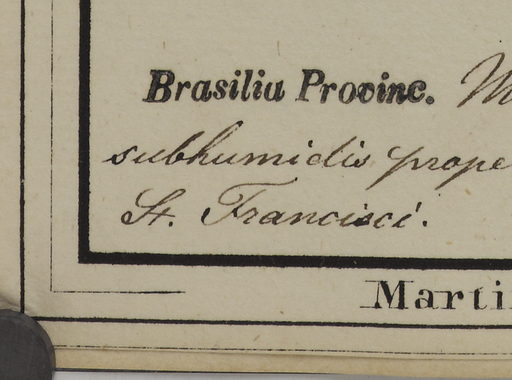 Brasilia Provinc. M
subhumidis prope
St. Francisci.
Marti